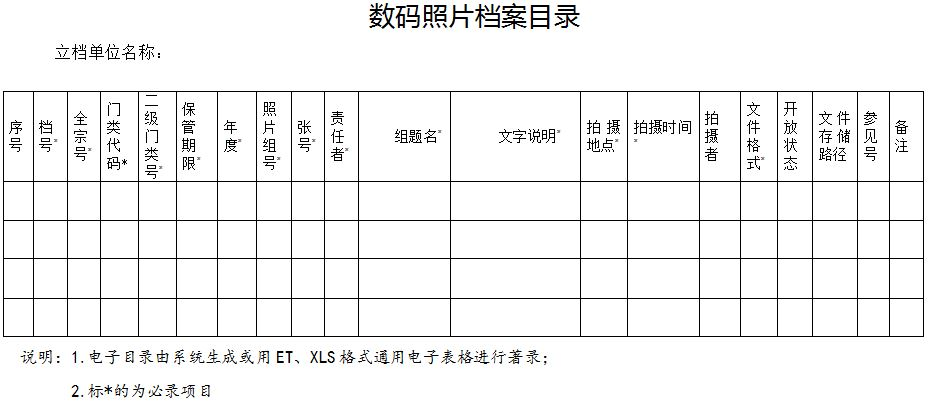 数码照片档案目录
立档单位名称：
序号 档号* 全宗号* 门类代码* 二级门类号* 保管期限* 年度* 照片组号* 张号* 责任者* 组题名* 文字说明* 拍摄地点* 拍摄时间* 拍摄者 文件格式* 开放状态 文件存储路径 参见号 备注
说明：1.电子目录由系统生成或用ET、XLS格式通用电子表格进行著录；
2.标*的为必录项目